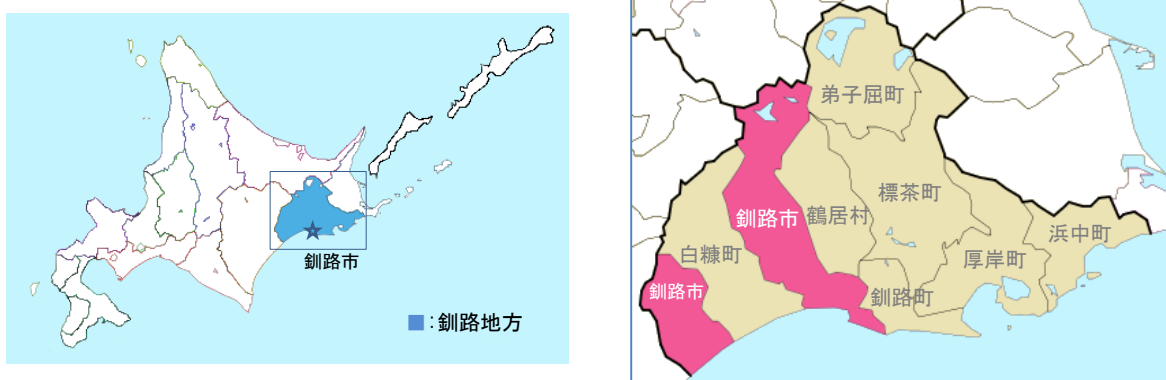 釧路市
■：釧路地方
弟子屈町
標茶町
釧路市
鶴居村
浜中町
白糠町
厚岸町
釧路市
釧路町